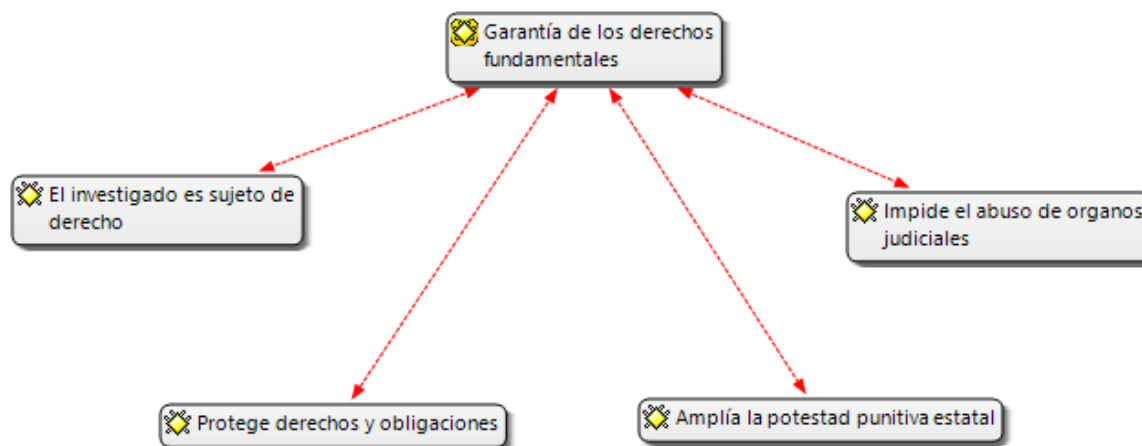 Garantía de los derechos
fundamentales
El investigado es sujeto de
derecho
Impide el abuso de organos
judiciales
Protege derechos y obligaciones
Amplía la potestad punitiva estatal